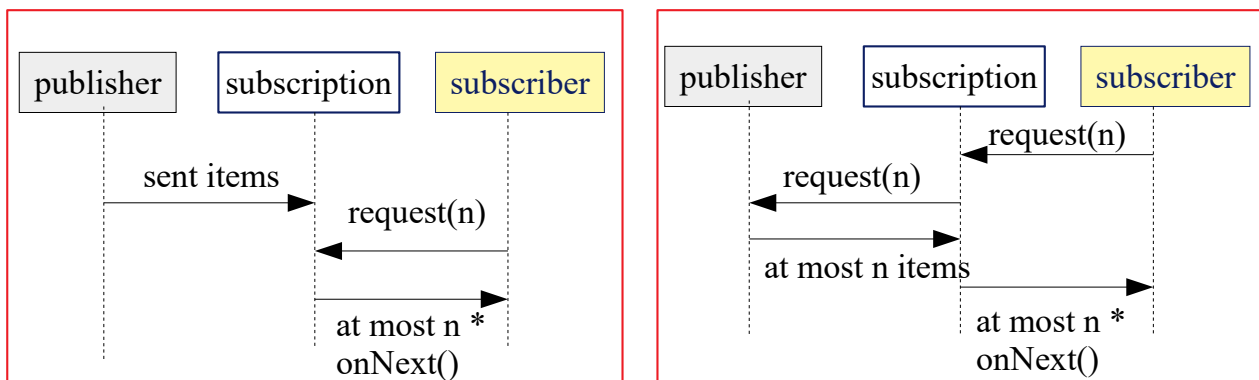 publisher
subscription
subscriber
sent items
request(n)
at most n *
onNext()
publisher
subscription
subscriber
request(n)
request(n)
at most n items
at most n *
onNext()